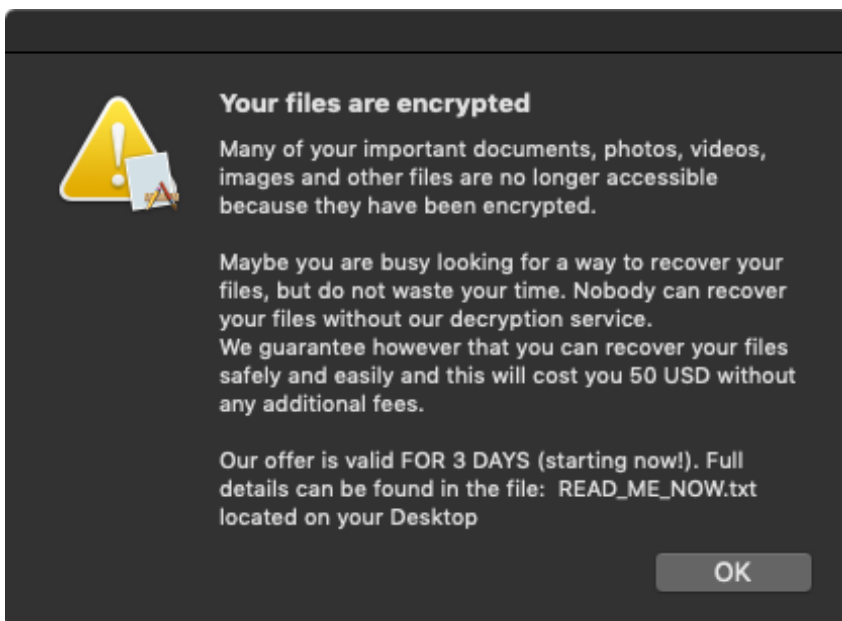 Your files are encrypted
Many of your important documents, photos, videos,
images and other files are no longer accessible
because they have been encrypted.
Maybe you are busy looking for a way to recover your
files, but do not waste your time. Nobody can recover
your files without our decryption service.
We guarantee however that you can recover your files
safely and easily and this will cost you 50 USD without
any additional fees.
Our offer is valid FOR 3 DAYS (starting now!). Full
details can be found in the file:  READ_ME_NOW.txt
located on your Desktop
OK